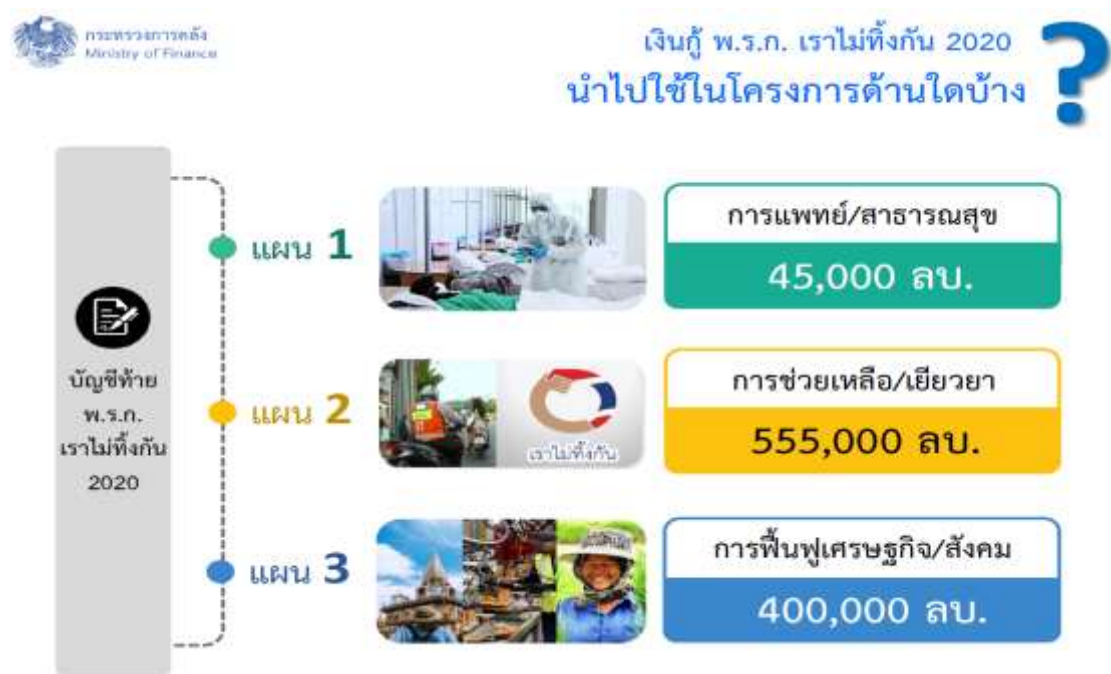 กระทรวงการคลัง
Ministry of Finance
เงินกู้ พ.ร.ก. เราไม่ทิ้งกัน 2020
นำไปใช้ในโครงการด้านใดบ้าง ?
บัญชีท้าย
พ.ร.ก.
เราไม่ทิ้งกัน
2020
แผน 1
การแพทย์/สาธารณสุข
45,000 ลบ.
แผน 2
เราไม่ทิ้งกัน
การช่วยเหลือ/เยียวยา
555,000 ลบ.
แผน 3
การฟื้นฟูเศรษฐกิจ/สังคม
400,000 ลบ.